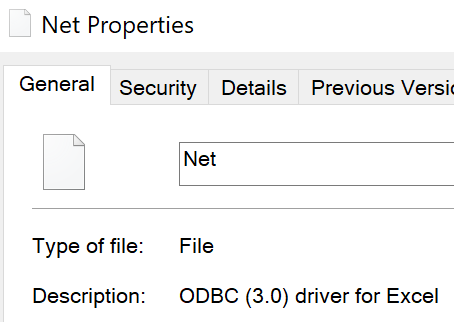 Net Properties
General Security Details Previous Versio
Net
Type of file: File
Description: ODBC (3.0) driver for Excel